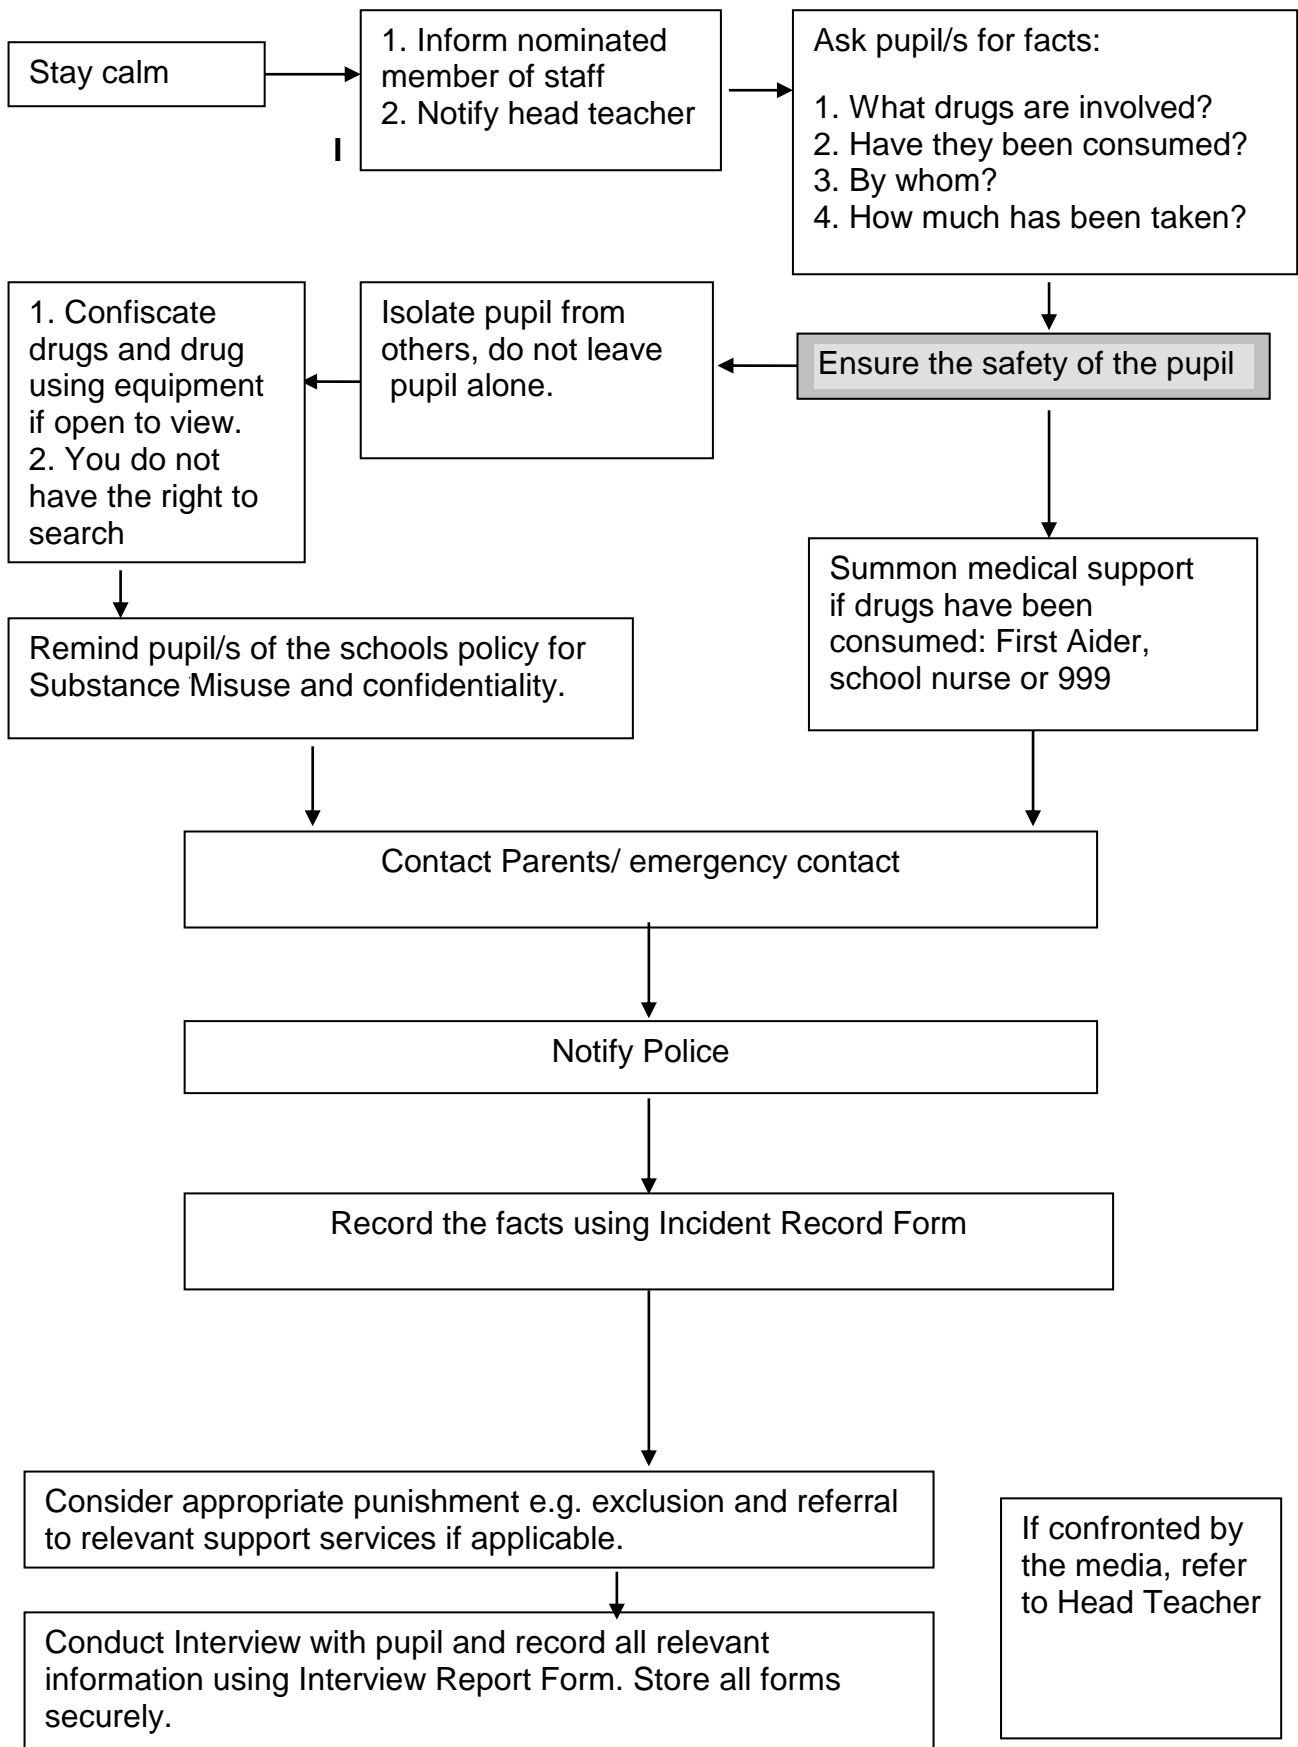 Stay calm
1. Inform nominated
member of staff
2. Notify head teacher
I
Ask pupil/s for facts:
1. What drugs are involved?
2. Have they been consumed?
3. By whom?
4. How much has been taken?
Ensure the safety of the pupil
Isolate pupil from
others, do not leave
pupil alone.
1. Confiscate
drugs and drug
using equipment
if open to view.
2. You do not
have the right to
search
Remind pupil/s of the schools policy for
Substance Misuse and confidentiality.
Summon medical support
if drugs have been
consumed: First Aider,
school nurse or 999
Contact Parents/ emergency contact
Notify Police
Record the facts using Incident Record Form
Consider appropriate punishment e.g. exclusion and referral
to relevant support services if applicable.
Conduct Interview with pupil and record all relevant
information using Interview Report Form. Store all forms
securely.
If confronted by
the media, refer
to Head Teacher